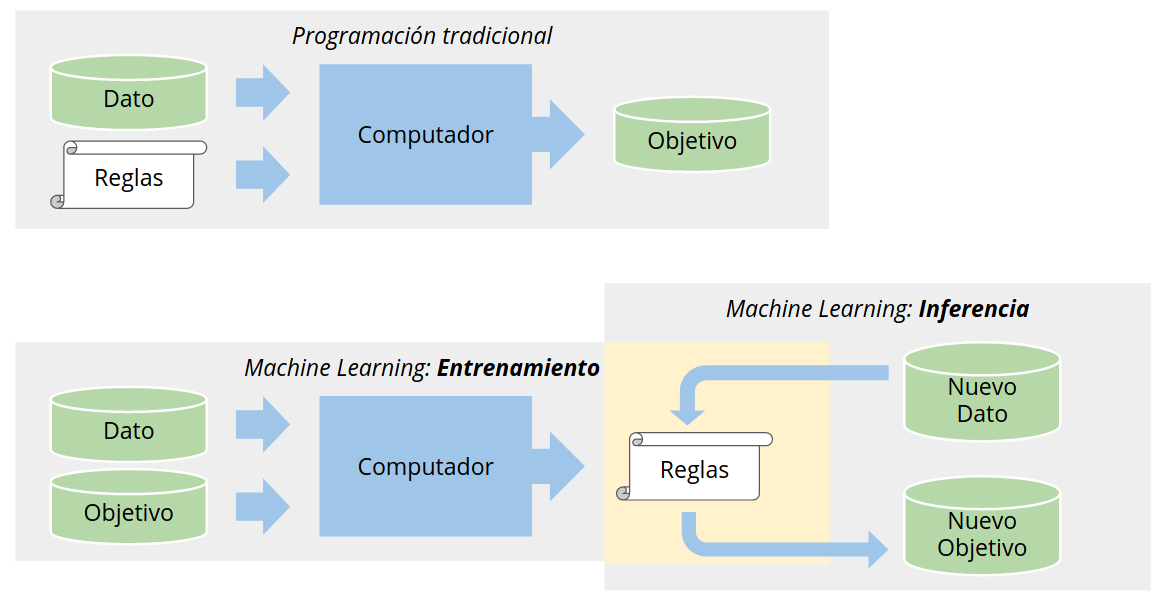 Programación tradicional
Dato
Reglas
Computador
Objetivo
Machine Learning: Entrenamiento
Dato
Objetivo
Computador
Reglas
Machine Learning: Inferencia
Nuevo
Dato
Nuevo
Objetivo